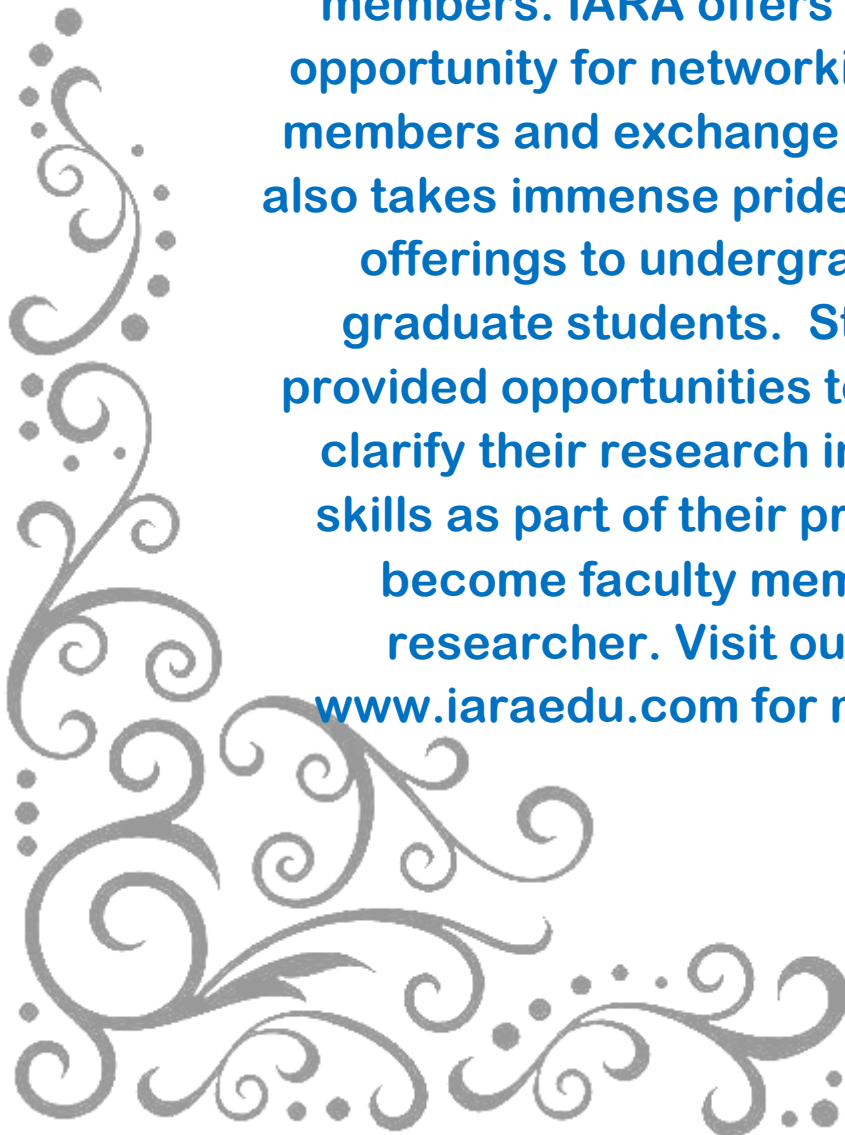 members. IARA offers
opportunity for network
members and exchange
also takes immense pride
offerings to undergra
graduate students. St
provided opportunities t
clarify their research i
skills as part of their pr
become faculty mem
researcher. Visit ou
www.iaraedu.com for